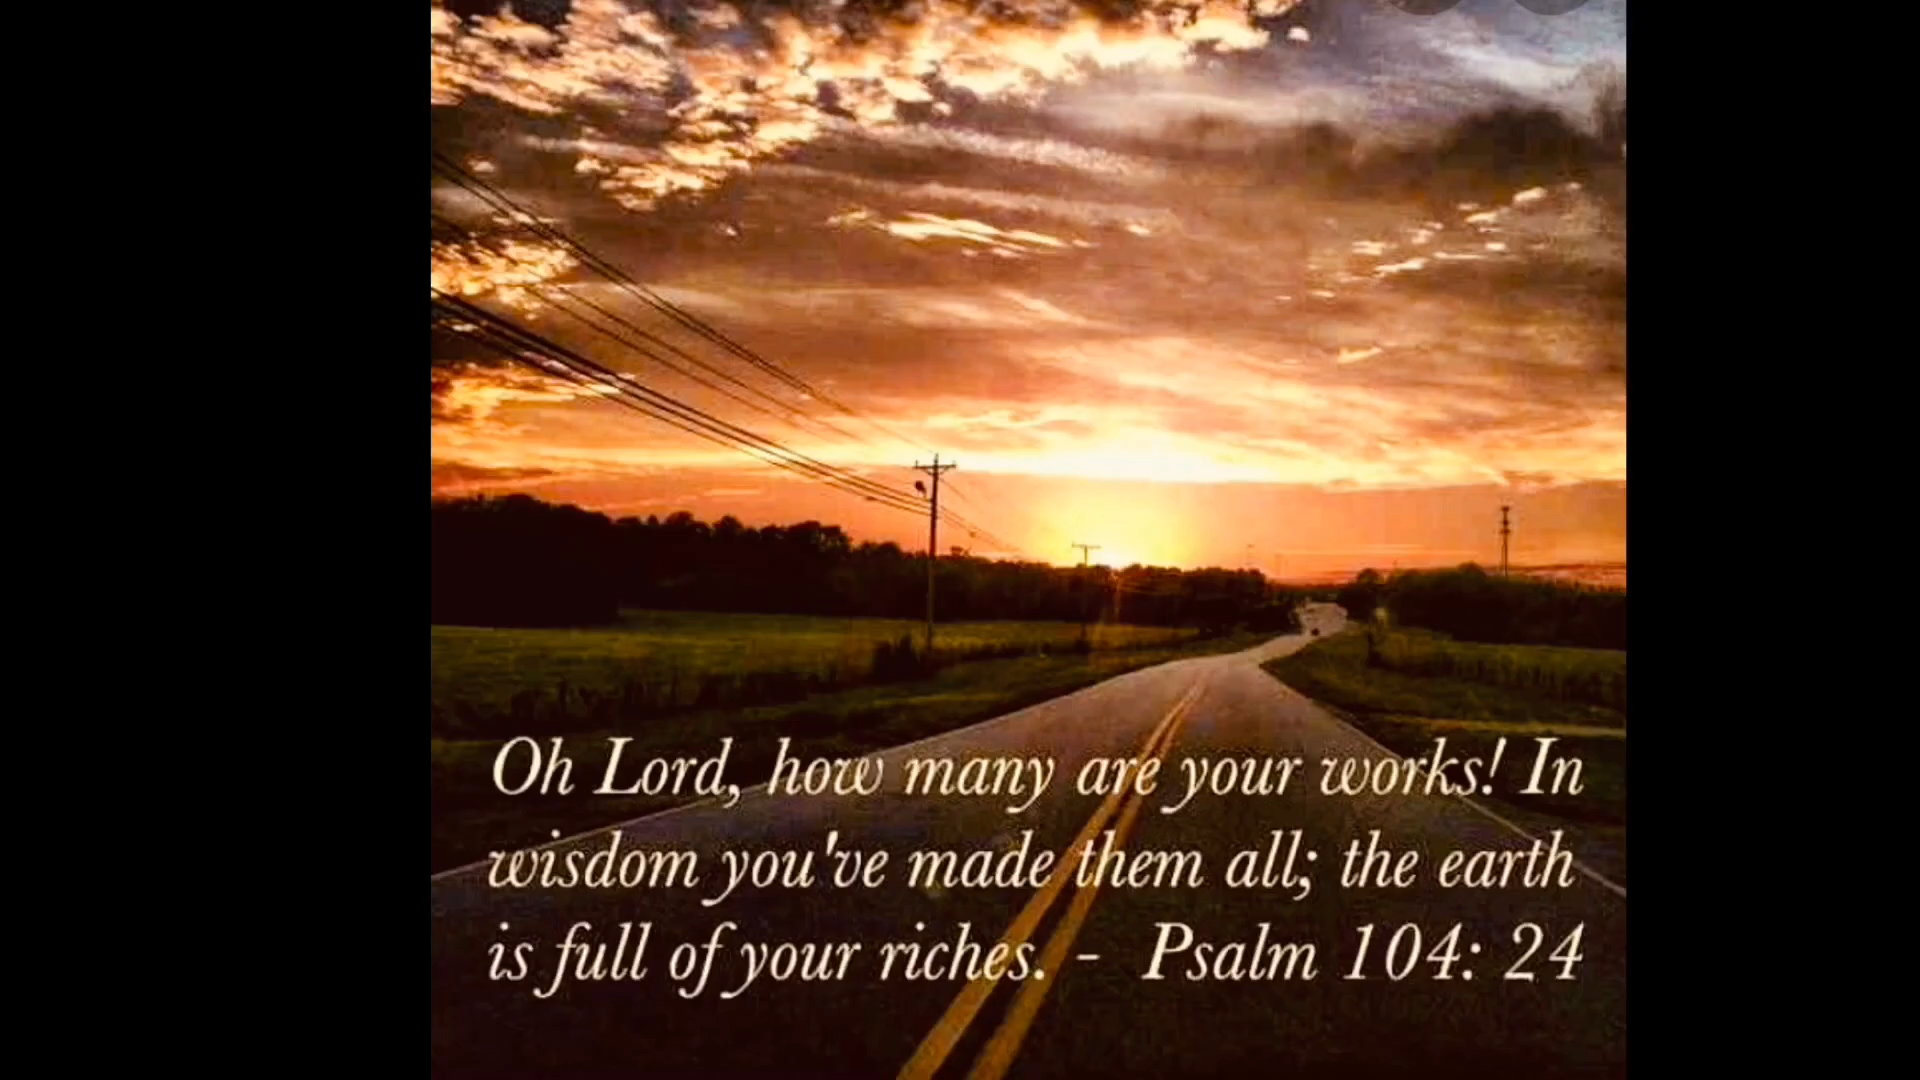 Oh Lord, how many are your works! In
wisdom you've made them all; the earth
is full of your riches. - Psalm 104: 24